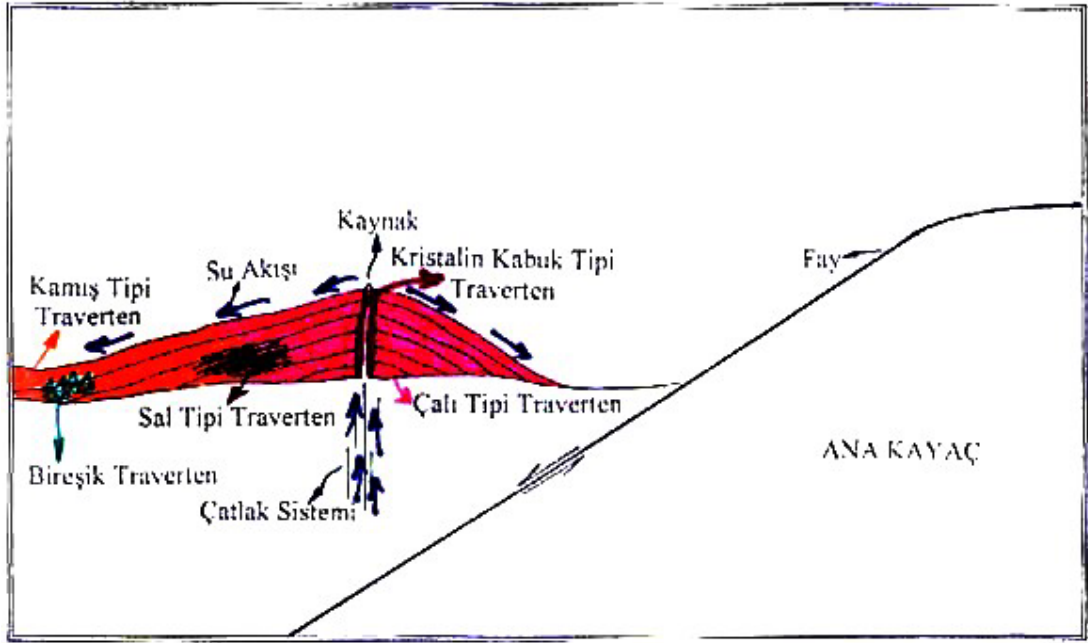 Kaynak
Kristalin Kabuk Tipi
Traverten
Su Akışı
Fay
Kamış Tipi
Traverten
Sal Tipi Traverten
Çalı Tipi Traverten
ANA KAYAÇ
Bireşik Traverten
Çatlak Sistemi